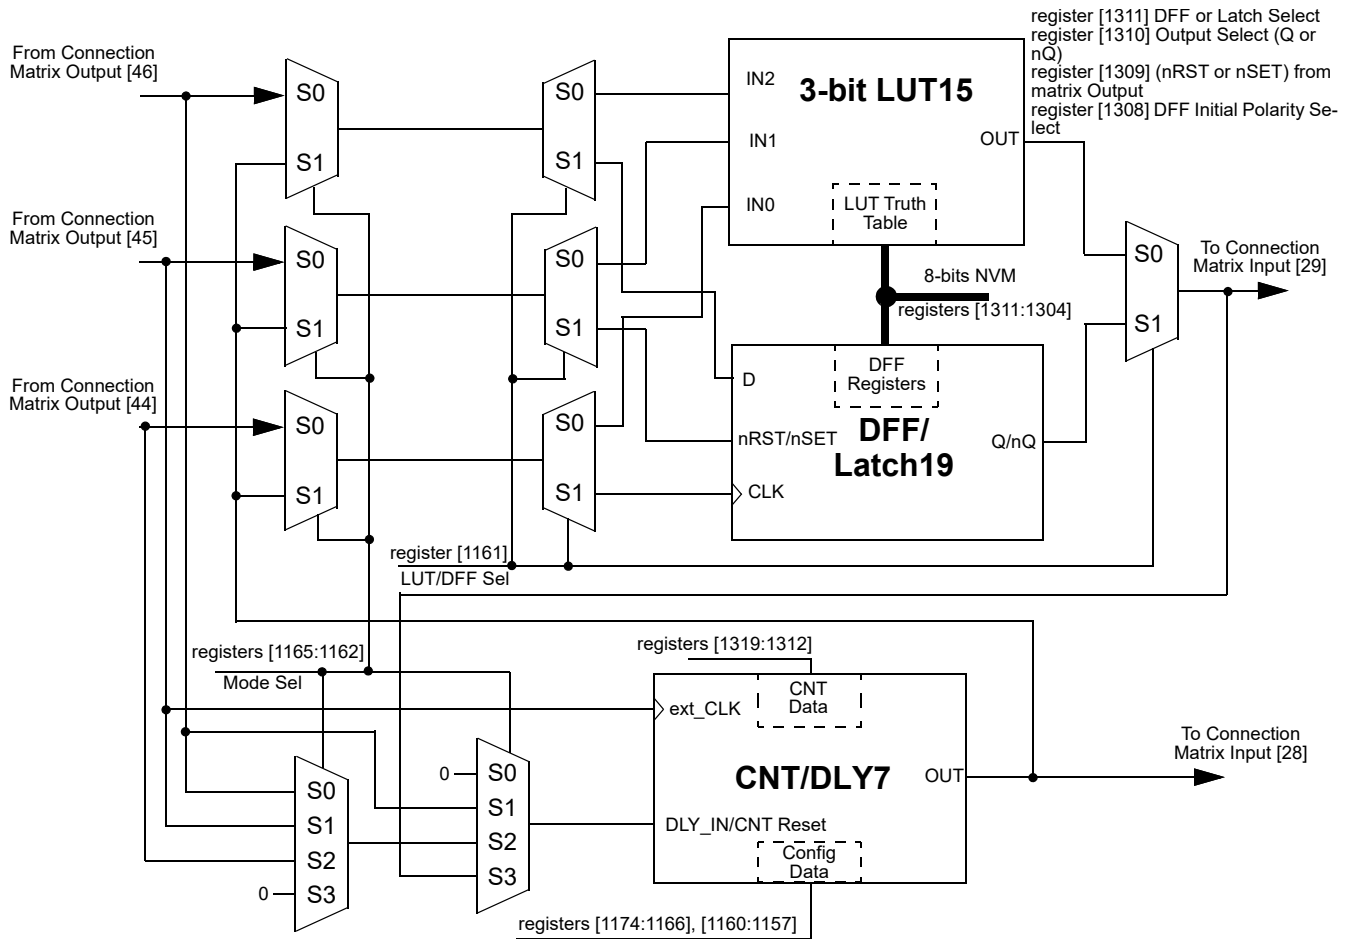 register [1311] DFF or Latch Select
register [1310] Output Select (Q or
nQ)
register [1309] (nRST or nSET) from
matrix Output
register [1308] DFF Initial Polarity Se-
lect
From Connection
Matrix Output [46]
S0
S1
S0
S1
IN2
3-bit LUT15
IN1
OUT
IN0
LUT Truth
Table
From Connection
Matrix Output [45]
S0
S1
S0
S1
8-bits NVM
registers [1311:1304]
S0
S1
To Connection
Matrix Input [29]
From Connection
Matrix Output [44]
S0
S1
S0
S1
D
DFF
Registers
nRST/nSET
DFF/
Latch19
Q/nQ
CLK
register [1161]
LUT/DFF Sel
registers [1165:1162]
Mode Sel
registers [1319:1312]
CNT
Data
ext_CLK
CNT/DLY7
OUT
To Connection
Matrix Input [28]
DLY_IN/CNT Reset
Config
Data
S0
S1
S2
0
S3
0
S0
S1
S2
S3
registers [1174:1166], [1160:1157]